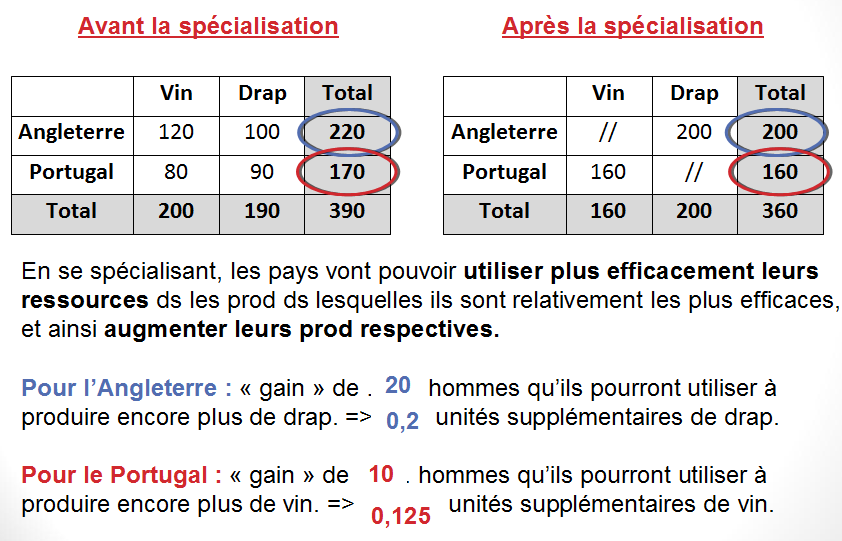 Avant la spécialisation Après la spécialisation
Vin Drap Total Vin Drap Total
Angleterre 120 100 220 Angleterre // 200 200
Portugal 80 90 170 Portugal 160 // 160
Total 200 190 390 Total 160 200 360
En se spécialisant, les pays vont pouvoir utiliser plus efficacement leurs
ressources ds les prod ds lesquelles ils sont relativement les plus efficaces,
et ainsi augmenter leurs prod respectives.
Pour l’Angleterre : « gain » de . 20 hommes qu’ils pourront utiliser à
produire encore plus de drap. => 0,2 unités supplémentaires de drap.
Pour le Portugal : « gain » de 10 . hommes qu’ils pourront utiliser à
produire encore plus de vin. => 0,125 unités supplémentaires de vin.